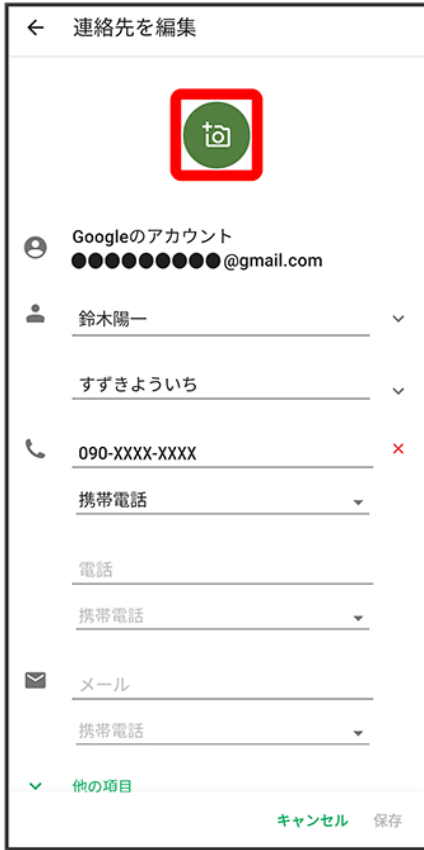 連絡先を編集
Googleのアカウント
●●●●●●●●●@gmail.com
鈴木陽一
すずきよういち
090-XXXX-XXXX
携帯電話
電話
携帯電話
メール
携帯電話
他の項目
キャンセル 保存